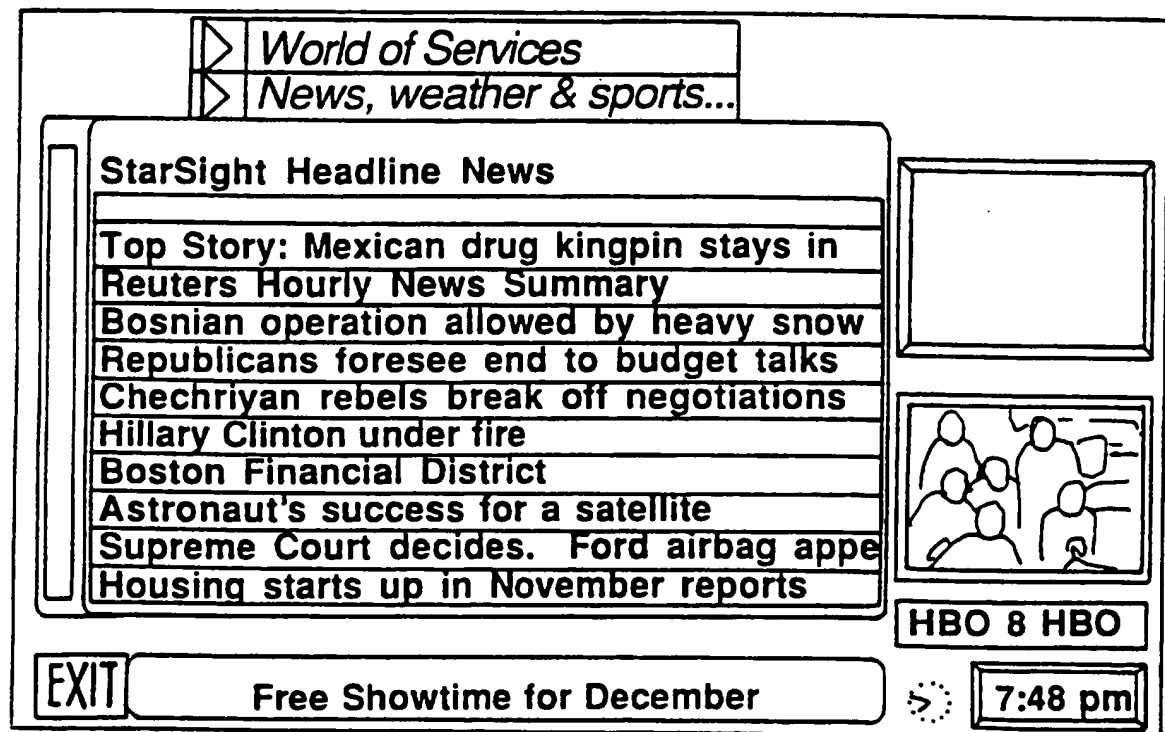 World of Services
News, weather & sports...
StarSight Headline News
Top Story: Mexican drug kingpin stays in
Reuters Hourly News Summary
Bosnian operation allowed by heavy snow
Republicans foresee end to budget talks
Chechriyan rebels break off negotiations
Hillary Clinton under fire
Boston Financial District
Astronaut's success for a satellite
Supreme Court decides. Ford airbag appe
Housing starts up in November reports
HBO 8 HBO
EXIT
Free Showtime for December
7:48 pm